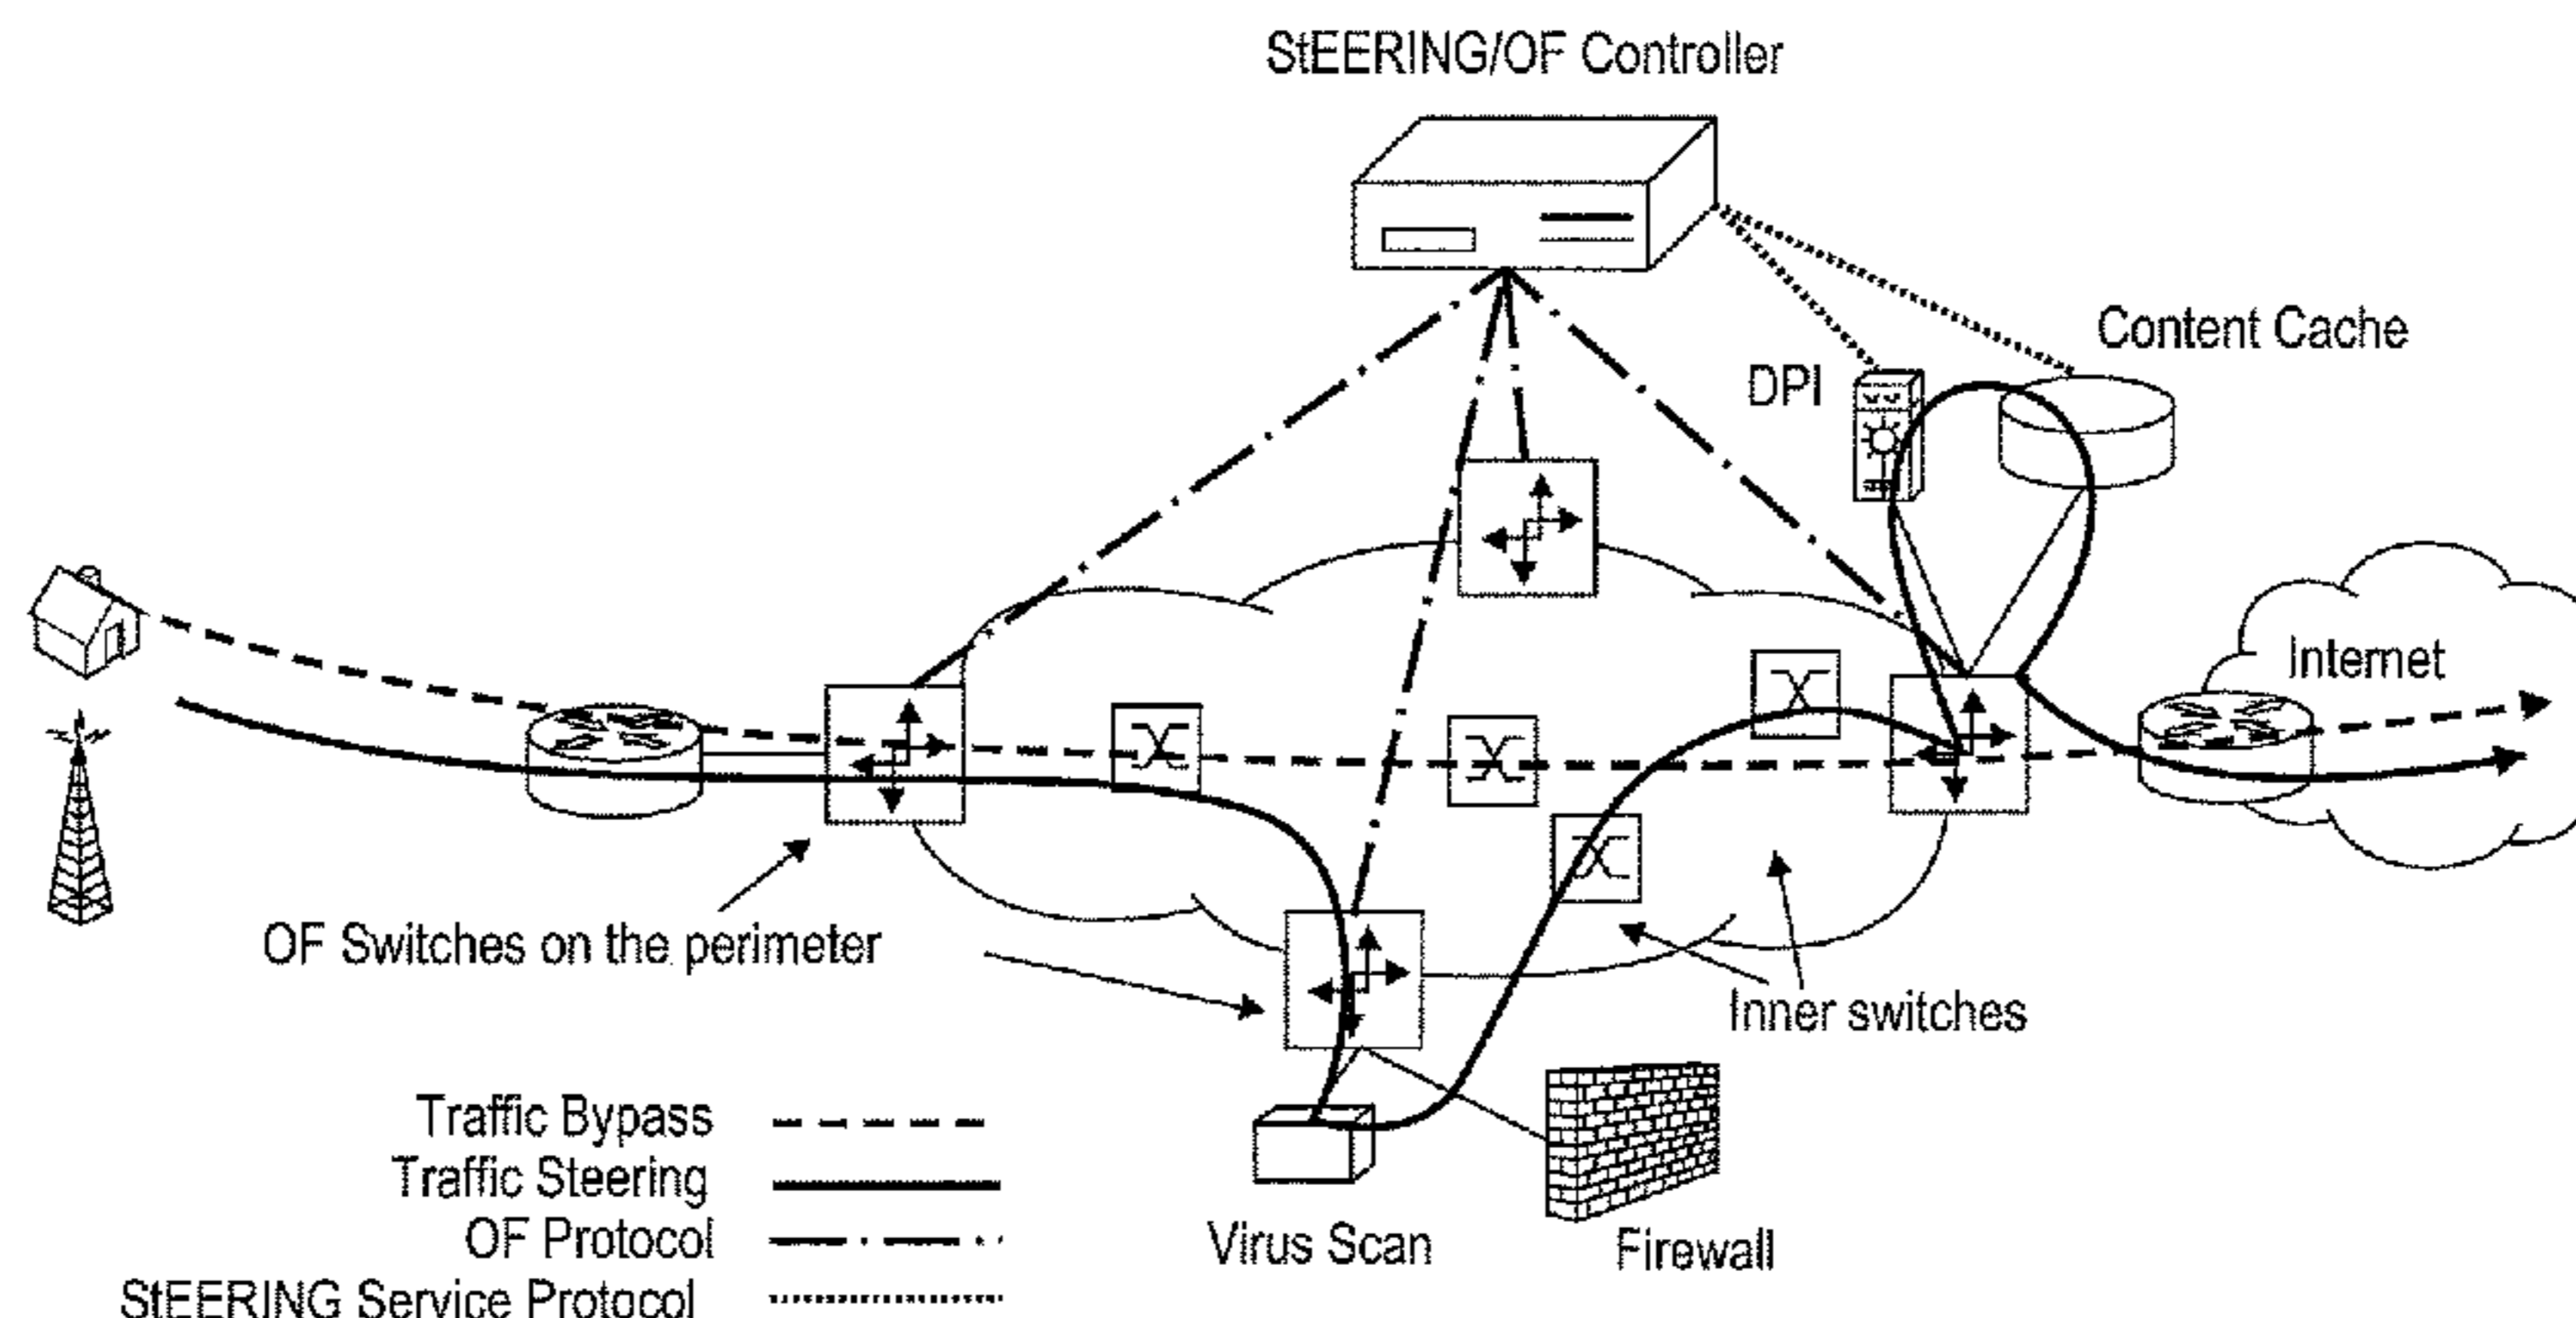 StEERING/OF Controller
Content Cache
DPI
Internet
OF Switches on the perimeter
Inner switches
Traffic Bypass
Traffic Steering
OF Protocol
StEERING Service Protocol
Virus Scan
Firewall